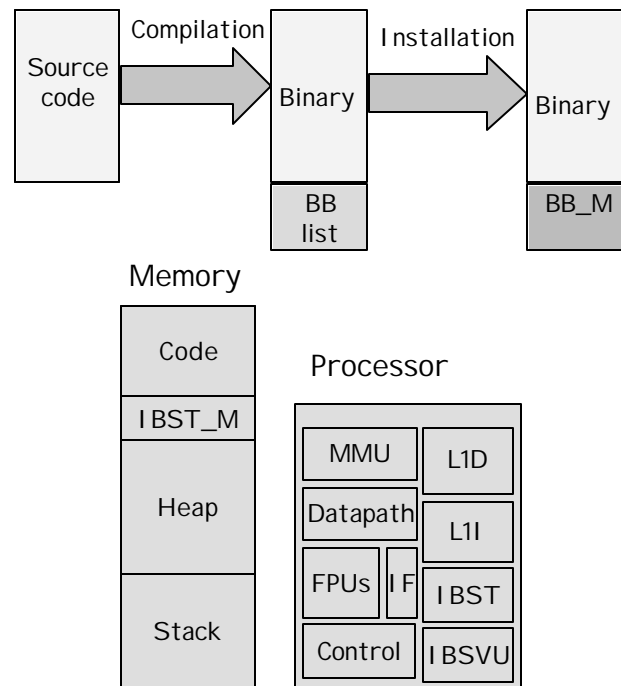 Compilation
Installation
Source
code
Binary
Binary
BB
list
BB_M
Memory
Code
IBST_M
Heap
Stack
Processor
MMU
L1D
Datapath
L1I
FPUs
IF
IBST
Control
IBSVU